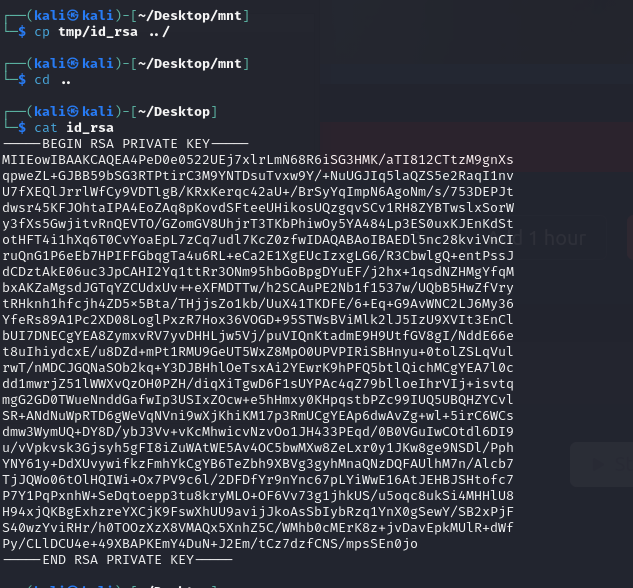 ┌──(kali㉿kali)-[~/Desktop/mnt]
└─$ cp tmp/id_rsa ../
┌──(kali㉿kali)-[~/Desktop/mnt]
└─$ cd ..
┌──(kali㉿kali)-[~/Desktop]
└─$ cat id_rsa
-----BEGIN RSA PRIVATE KEY-----
MIIEowIBAAKCAQEA4PeD0e0522UEj7xlrLmN68R6iSG3HMK/aTI812CTtzM9gnXs
qpweZL+GJBB59bSG3RTPtirC3M9YNTDsuTvxw9Y/+NuUGJIq5laQZS5e2RaqI1nv
U7fXEQlJrrlWfCy9VDTlgB/KRxKerqc42aU+/BrSyYqImpN6AgoNm/s/753DEPJt
dwsr45KFJOhtaIPA4EoZAq8pKovdSFteeUHikosUQzgqvSCv1RH8ZYBTwslxSorW
y3fXs5GwjitvRnQEVTO/GZomGV8UhjrT3TKbPhiwOy5YA484Lp3ES0uxKJEnKdSt
otHFT4i1hXq6T0CvYoaEpL7zCq7udl7KcZ0zfwIDAQABAoIBAEDl5nc28kviVnCI
ruQnG1P6eEb7HPIFFGbqgTa4u6RL+eCa2E1XgEUcIzxgLG6/R3CbwlgQ+entPssJ
dCDztAkE06uc3JpCAHI2Yq1ttRr3ONm95hbGoBpgDYuEF/j2hx+1qsdNZHMgYfqM
bxAKZaMgsdJGTqYZCUdxUv++eXFMDTTw/h2SCAuPE2Nb1f1537w/UQbB5HwZfVry
tRHknh1hfcjh4ZD5x5Bta/THjjsZo1kb/UuX41TKDFE/6+Eq+G9AvWNC2LJ6My36
YfeRs89A1Pc2XD08LoglPxzR7Hox36VOGD+95STWsBViMlk2lJ5IzU9XVIt3EnCl
bUI7DNECgYEA8ZymxvRV7yvDHHLjw5Vj/puVIQnKtadmE9H9UtfGV8gI/NddE66e
t8uIhiydcxE/u8DZd+mPt1RMU9GeUT5WxZ8MpO0UPVPIRiSBHnyu+0tolZSLqVul
rwT/nMDCJGQNaSOb2kq+Y3DJBHhlOeTsxAi2YEwrK9hPFQ5btlQichMCgYEA7l0c
dd1mwrjZ51lWWXvQzOH0PZH/diqXiTgwD6F1sUYPAc4qZ79blloeIhrVIj+isvtq
mgG2GD0TWueNnddGafwIp3USIxZOcw+e5hHmxy0KHpqstbPZc99IUQ5UBQHZYCvl
SR+ANdNuWpRTD6gWeVqNVni9wXjKhiKM17p3RmUCgYEAp6dwAvZg+wl+5irC6WCs
dmw3WymUQ+DY8D/ybJ3Vv+vKcMhwicvNzvOo1JH433PEqd/0B0VGuIwCOtdl6DI9
u/vVpkvsk3Gjsyh5gFI8iZuWAtWE5Av4OC5bwMXw8ZeLxr0y1JKw8ge9NSDl/Pph
YNY61y+DdXUvywifkzFmhYkCgYB6TeZbh9XBVg3gyhMnaQNzDQFAUlhM7n/Alcb7
TjJQWo06tOlHQIWi+Ox7PV9c6l/2DFDfYr9nYnc67pLYiWwE16AtJEHBJSHtofc7
P7Y1PqPxnhW+SeDqtoepp3tu8kryMLO+OF6Vv73g1jhkUS/u5oqc8ukSi4MHHlU8
H94xjQKBgExhzreYXCjK9FswXhUU9avijJkoAsSbIybRzq1YnX0gSewY/SB2xPjF
S40wzYviRHr/h0TOOzXzX8VMAQx5XnhZ5C/WMhb0cMErK8z+jvDavEpkMUlR+dWf
Py/CLlDCU4e+49XBAPKEmY4DuN+J2Em/tCz7dzfCNS/mpsSEn0jo
-----END RSA PRIVATE KEY-----